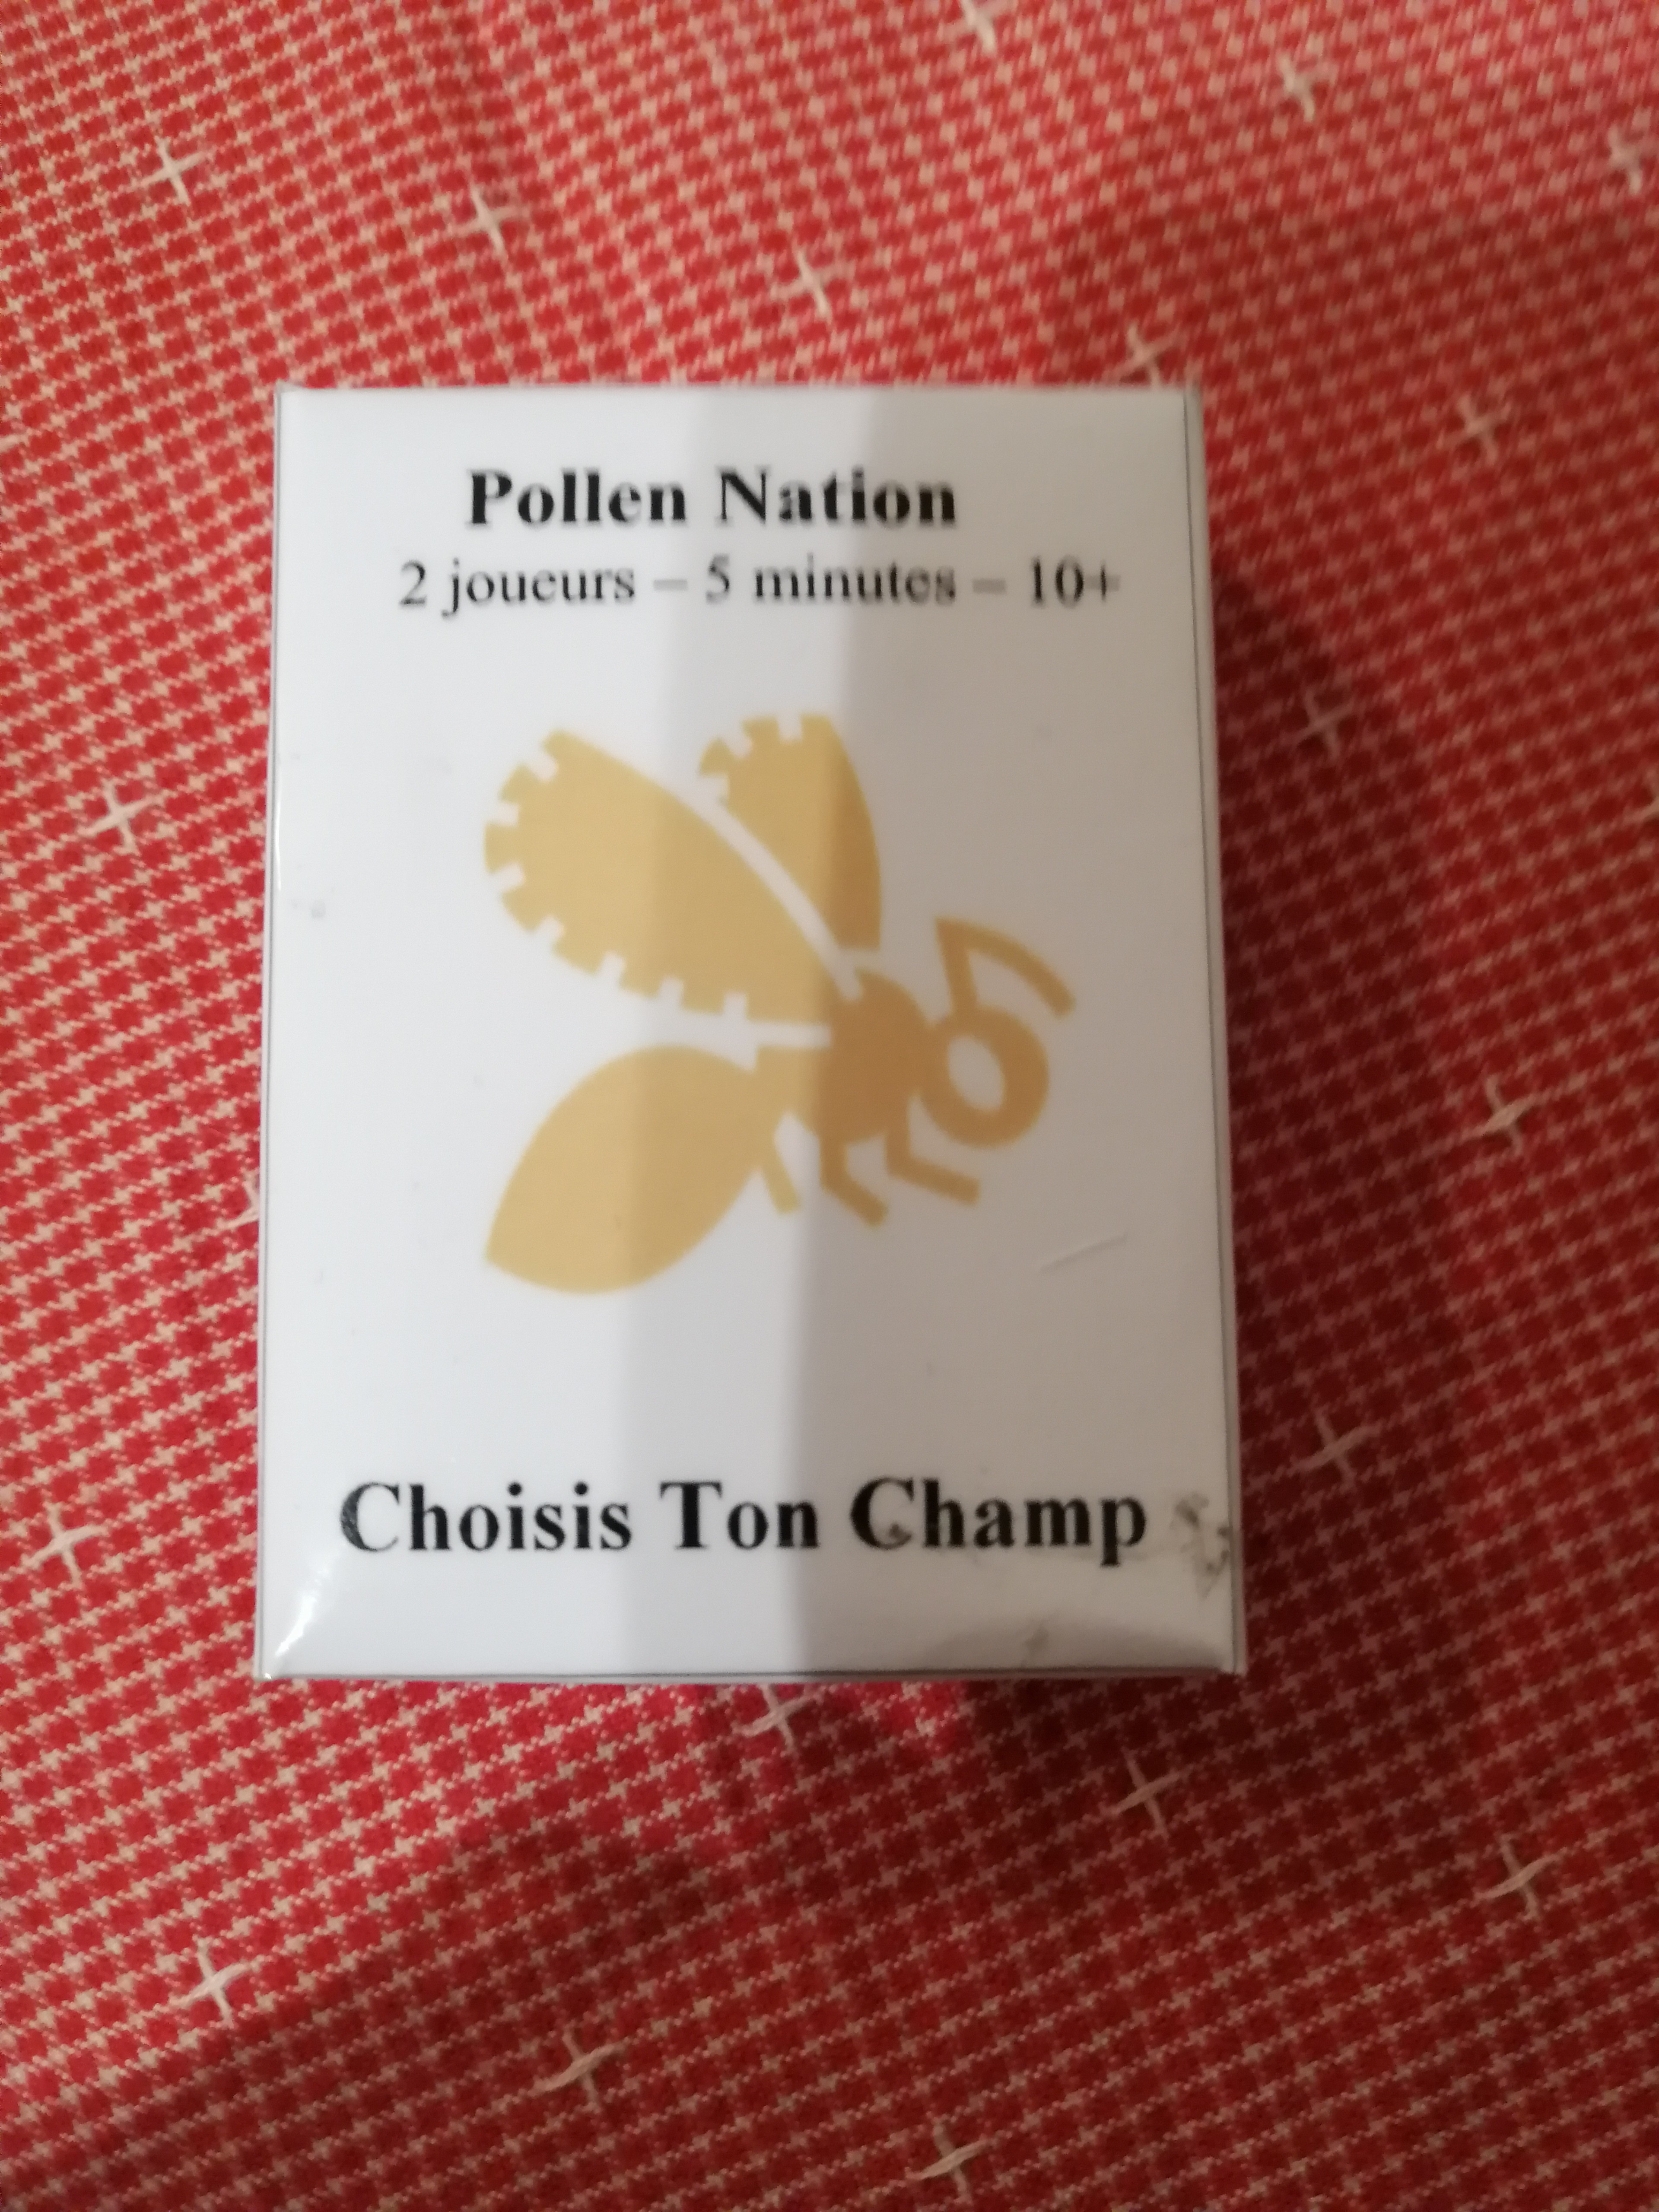 Pollen Nation
2 joueurs – 5 minutes – 10+
Choisis Ton Champ